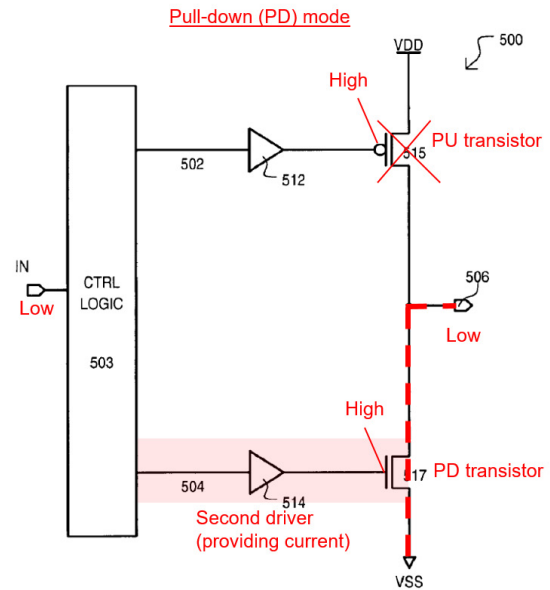 Pull-down (PD) mode
VDD
500
High
PU transistor
515
502
512
IN
Low
CTRL
LOGIC
503
506
Low
High
PD transistor
517
504
514
Second driver
(providing current)
VSS